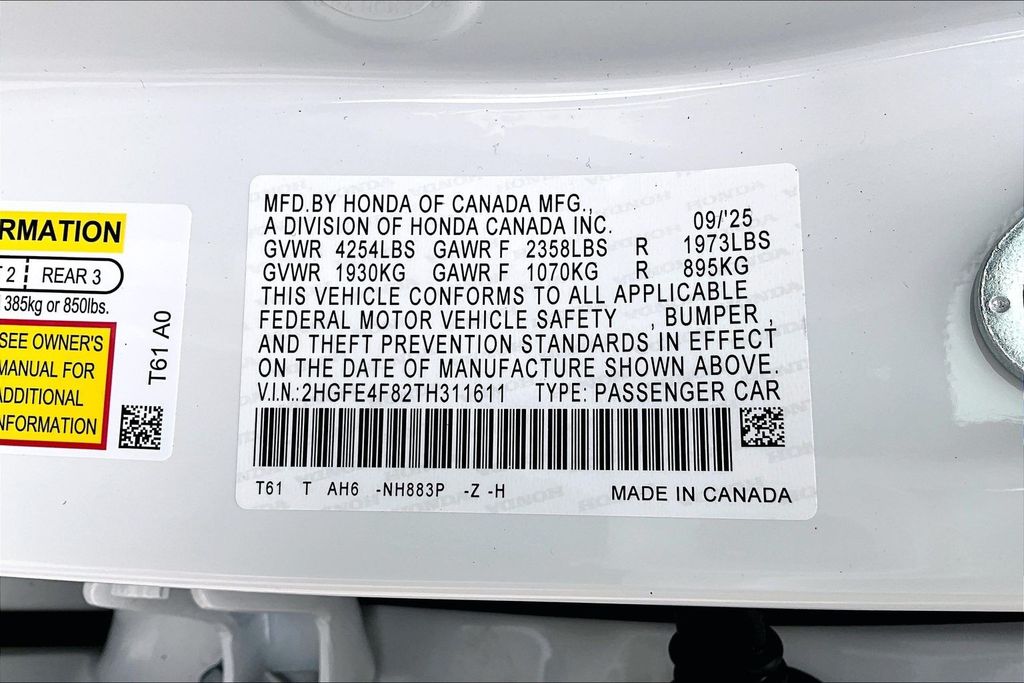 RMATION
2 REAR 3
385kg or 850lbs.
SEE OWNER'S
MANUAL FOR
ADDITIONAL
INFORMATION
T61 A0
MFD.BY HONDA OF CANADA MFG.,
A DIVISION OF HONDA CANADA INC. 09/'25
GVWR 4254LBS GAWR F 2358LBS R 1973LBS
GVWR 1930KG GAWR F 1070KG R 895KG
THIS VEHICLE CONFORMS TO ALL APPLICABLE
FEDERAL MOTOR VEHICLE SAFETY , BUMPER ,
AND THEFT PREVENTION STANDARDS IN EFFECT
ON THE DATE OF MANUFACTURE SHOWN ABOVE.
V.I.N.:2HGFE4F82TH311611 TYPE: PASSENGER CAR
T61 T AH6 -NH883P -Z -H MADE IN CANADA